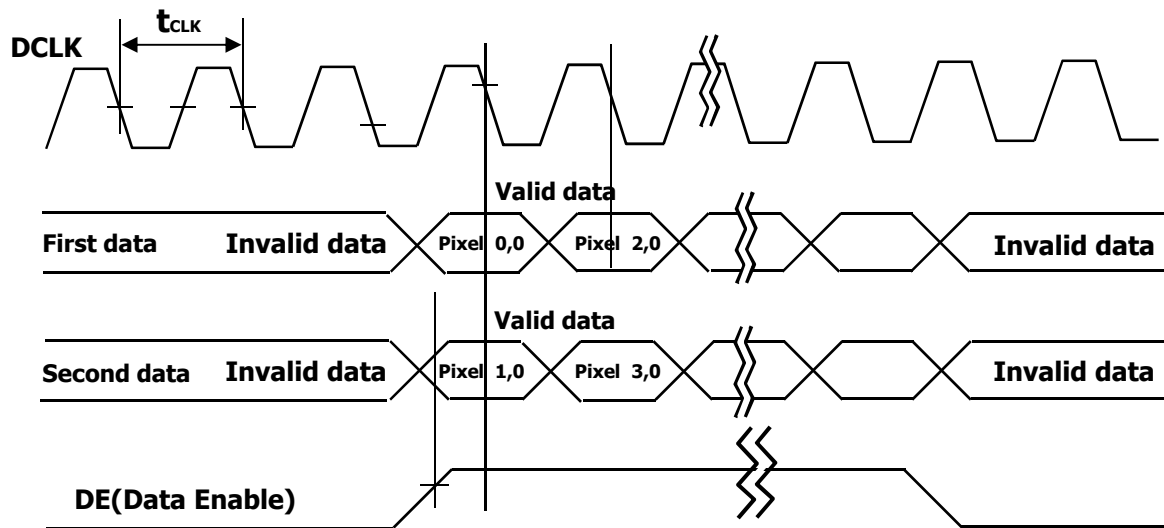 tCLK
DCLK
Valid data
First data Invalid data Pixel 0,0 Pixel 2,0 Invalid data
Valid data
Second data Invalid data Pixel 1,0 Pixel 3,0 Invalid data
DE(Data Enable)